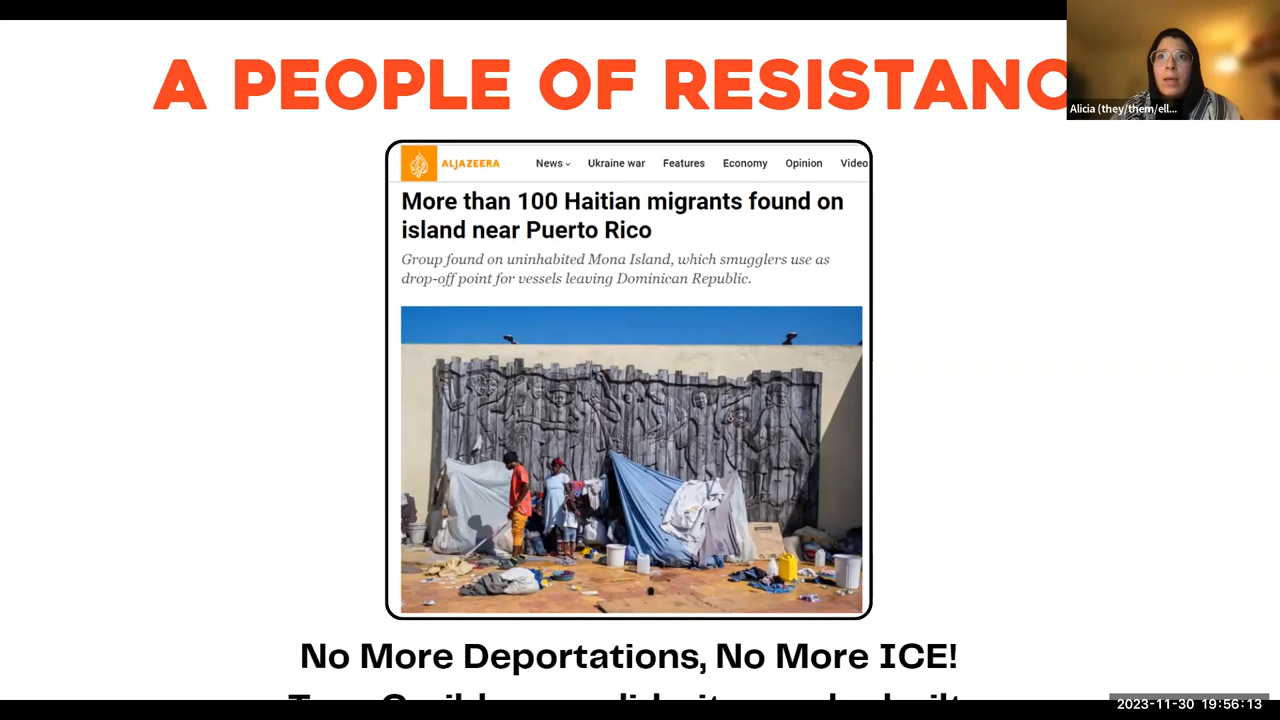 A PEOPLE OF RESISTANC
Alicia (they/them/ell...
ALJAZEERA
News Ukraine war Features Economy Opinion Video
More than 100 Haitian migrants found on
island near Puerto Rico
Group found on uninhabited Mona Island, which smugglers use as
drop-off point for vessels leaving Dominican Republic.
No More Deportations, No More ICE!
2023-11-30 19:56:13